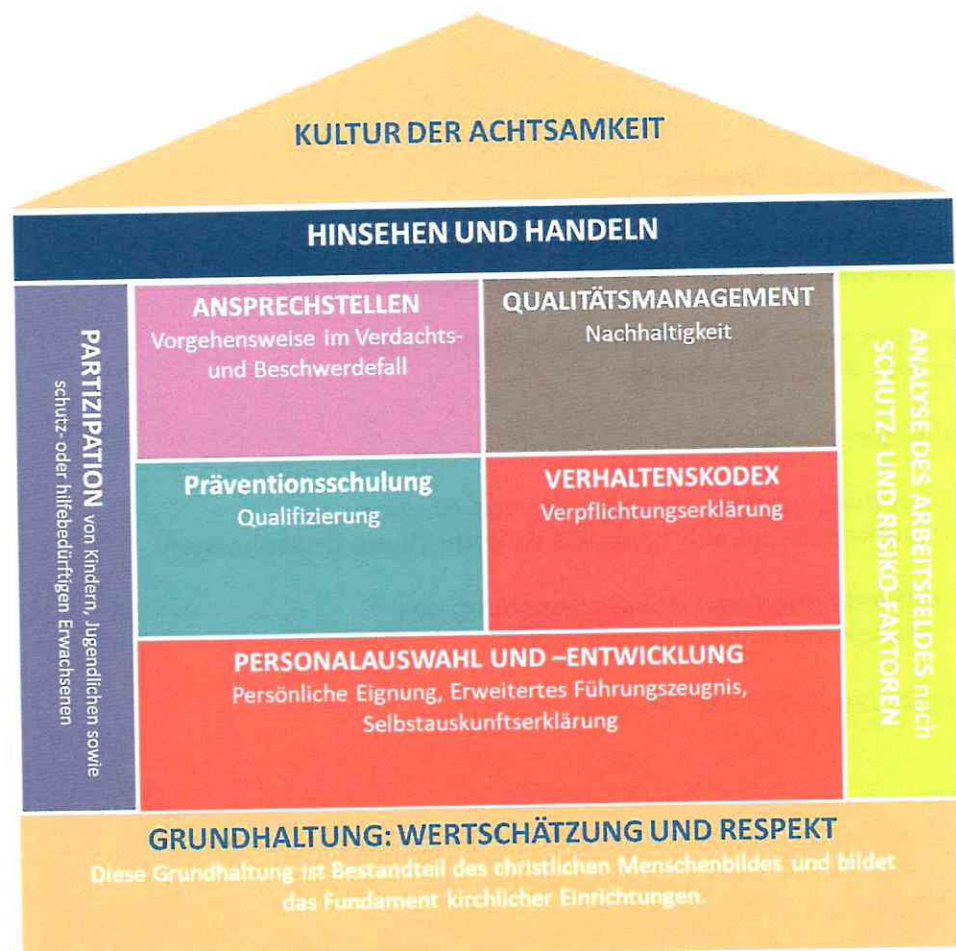 KULTUR DER ACHTSAMKEIT
HINSEHEN UND HANDELN
PARTIZIPATION von Kindern, Jugendlichen sowie
schutz- oder hilfebedürftigen Erwachsenen
ANSPRECHSTELLEN
Vorgehensweise im Verdachts-
und Beschwerdefall
QUALITÄTSMANAGEMENT
Nachhaltigkeit
Präventionsschulung
Qualifizierung
VERHALTENSKODEX
Verpflichtungserklärung
PERSONALAUSWAHL UND –ENTWICKLUNG
Persönliche Eignung, Erweitertes Führungszeugnis,
Selbstauskunftserklärung
ANALYSE DES ARBEITSFELDES nach
SCHUTZ- UND RISIKO-FAKTOREN
GRUNDHALTUNG: WERTSCHÄTZUNG UND RESPEKT
Diese Grundhaltung ist Bestandteil des christlichen Menschenbildes und bildet
das Fundament kirchlicher Einrichtungen.